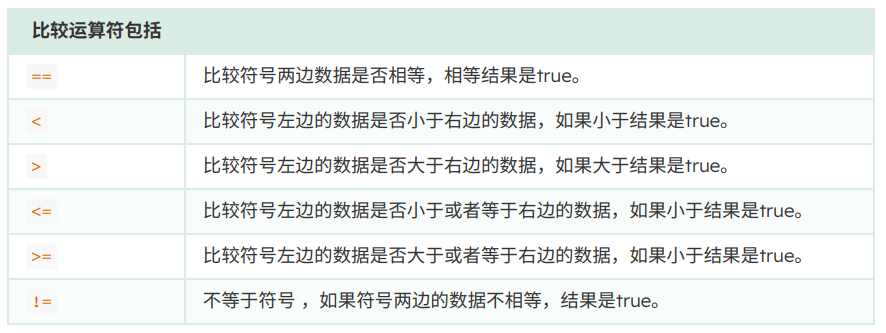 比较运算符包括
== 比较符号两边数据是否相等，相等结果是true。
< 比较符号左边的数据是否小于右边的数据，如果小于结果是true。
> 比较符号左边的数据是否大于右边的数据，如果大于结果是true。
<= 比较符号左边的数据是否小于或者等于右边的数据，如果小于结果是true。
>= 比较符号左边的数据是否大于或者等于右边的数据，如果小于结果是true。
!= 不等于符号 ，如果符号两边的数据不相等，结果是true。